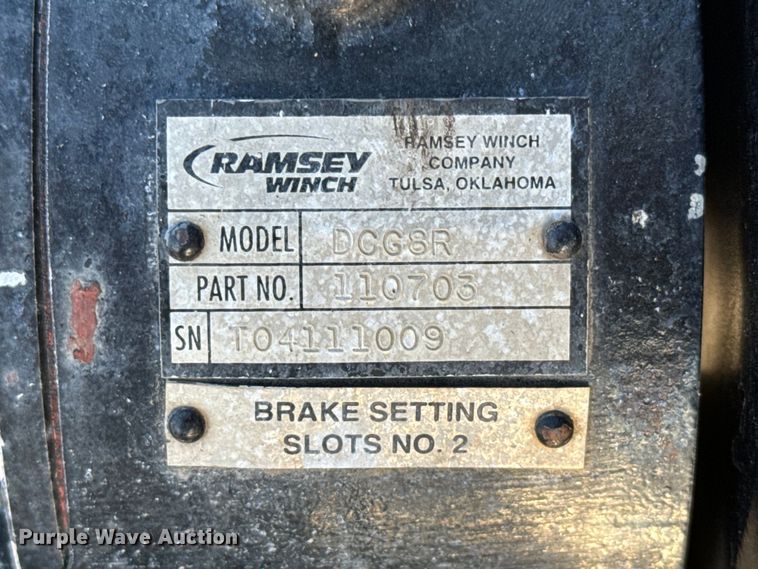 RAMSEY
WINCH
RAMSEY WINCH
COMPANY
TULSA, OKLAHOMA
MODEL DCG8R
PART NO. 110703
SN T04111009
BRAKE SETTING
SLOTS NO. 2
Purple Wave Auction